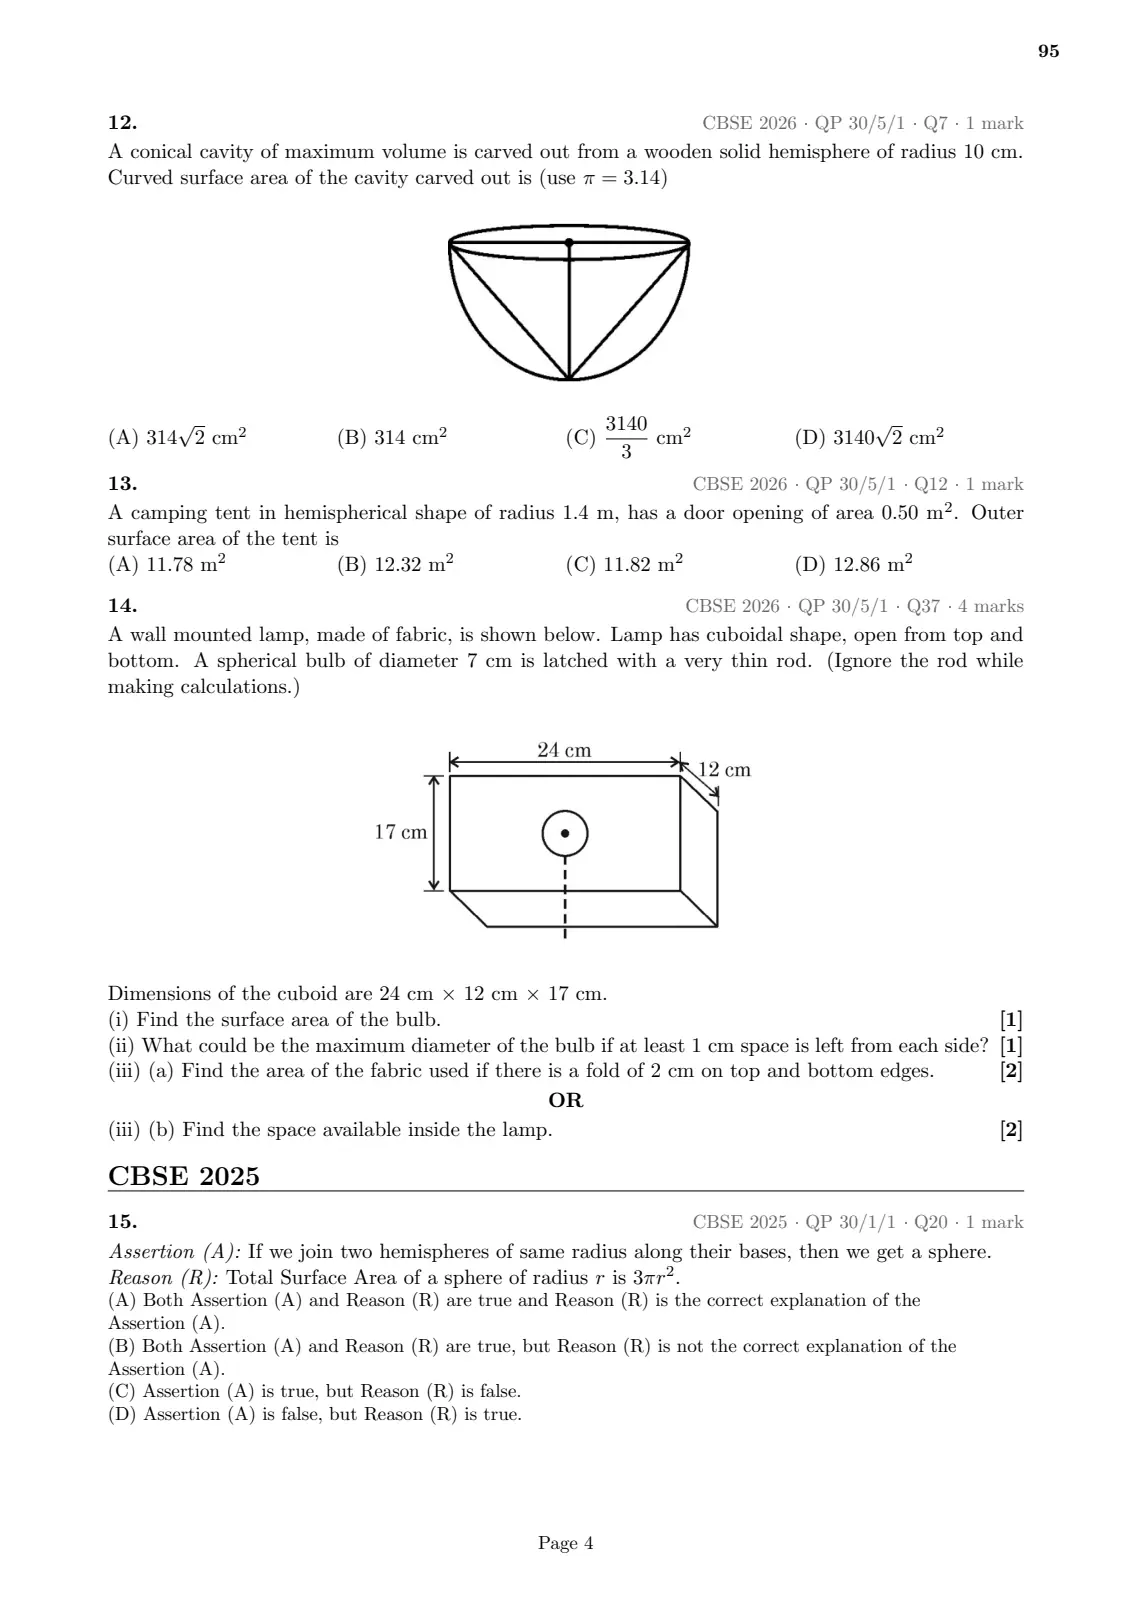 95
12. CBSE 2026 · QP 30/5/1 · Q7 · 1 mark
A conical cavity of maximum volume is carved out from a wooden solid hemisphere of radius 10 cm.
Curved surface area of the cavity carved out is (use π = 3.14)
(A) 314√2 cm² (B) 314 cm² (C) 3140/3 cm² (D) 3140√2 cm²
13. CBSE 2026 · QP 30/5/1 · Q12 · 1 mark
A camping tent in hemispherical shape of radius 1.4 m, has a door opening of area 0.50 m². Outer
surface area of the tent is
(A) 11.78 m² (B) 12.32 m² (C) 11.82 m² (D) 12.86 m²
14. CBSE 2026 · QP 30/5/1 · Q37 · 4 marks
A wall mounted lamp, made of fabric, is shown below. Lamp has cuboidal shape, open from top and
bottom. A spherical bulb of diameter 7 cm is latched with a very thin rod. (Ignore the rod while
making calculations.)
24 cm
12 cm
17 cm
Dimensions of the cuboid are 24 cm × 12 cm × 17 cm.
(i) Find the surface area of the bulb. [1]
(ii) What could be the maximum diameter of the bulb if at least 1 cm space is left from each side? [1]
(iii) (a) Find the area of the fabric used if there is a fold of 2 cm on top and bottom edges. [2]
OR
(iii) (b) Find the space available inside the lamp. [2]
CBSE 2025
15. CBSE 2025 · QP 30/1/1 · Q20 · 1 mark
Assertion (A): If we join two hemispheres of same radius along their bases, then we get a sphere.
Reason (R): Total Surface Area of a sphere of radius r is 3πr².
(A) Both Assertion (A) and Reason (R) are true and Reason (R) is the correct explanation of the
Assertion (A).
(B) Both Assertion (A) and Reason (R) are true, but Reason (R) is not the correct explanation of the
Assertion (A).
(C) Assertion (A) is true, but Reason (R) is false.
(D) Assertion (A) is false, but Reason (R) is true.
Page 4